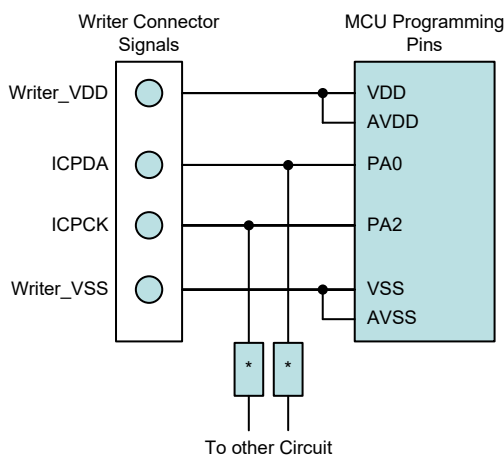 Writer Connector
Signals
MCU Programming
Pins
Writer_VDD
VDD
AVDD
ICPDA
PA0
ICPCK
PA2
Writer_VSS
VSS
AVSS
* *
To other Circuit